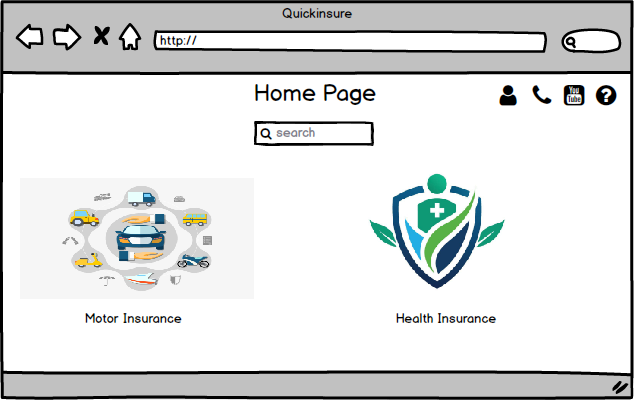 Quickinsure
http://
Home Page
You
Tube
?
search
Motor Insurance
Health Insurance